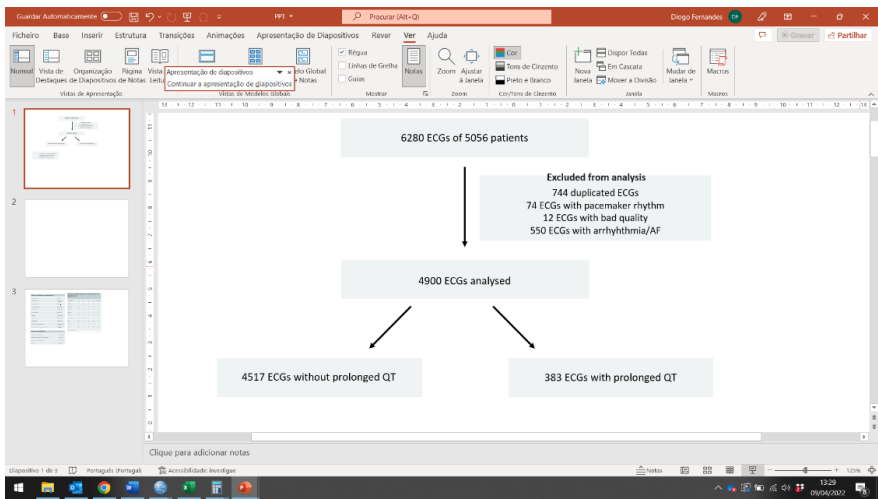 Guardar Automaticamente
PPT
Procurar (Alt+Q)
Diogo Fernandes
DF
Ficheiro Base Inserir Estrutura Transições Animações Apresentação de Diapositivos Rever Ver Ajuda
Gravar
Partilhar
Normal
Vista de Destaques
Organização de Diapositivos
Página de Notas
Vista
Apresentação de diapositivos
Continuar a apresentação de diapositivos
Vistas de Apresentação
Vistas de Modelos Globais
Régua
Linhas de Grelha
Guias
Mostrar
Notas
Zoom
Ajustar à Janela
Zoom
Cor
Tons de Cinzento
Preto e Branco
Cor/Tons de Cinzento
Nova Janela
Dispor Todas
Em Cascata
Mover a Divisão
Mudar de Janela
Janela
Macros
Macros
1
2
3
6280 ECGs of 5056 patients
Excluded from analysis
744 duplicated ECGs
74 ECGs with pacemaker rhythm
12 ECGs with bad quality
550 ECGs with arrhyhthmia/AF
4900 ECGs analysed
4517 ECGs without prolonged QT
383 ECGs with prolonged QT
Clique para adicionar notas
Diapositivo 1 de 3
Português (Portugal)
Acessibilidade: investigue
Notas
125%
13:29
09/04/2022